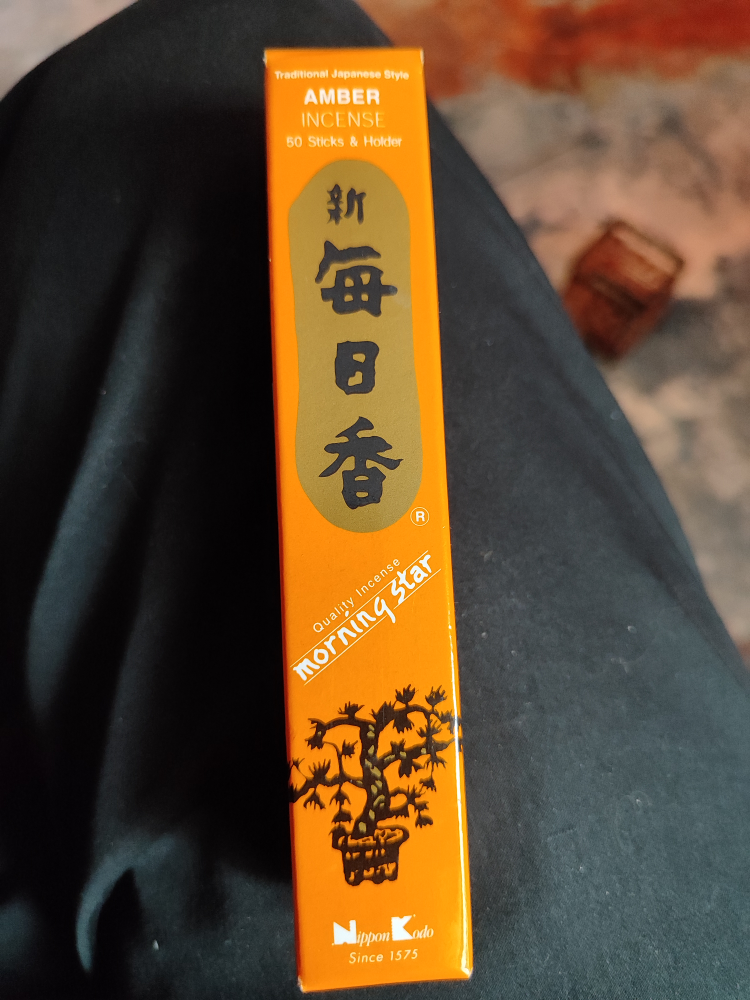 Traditional Japanese Style
AMBER
INCENSE
50 Sticks & Holder
新
毎
日
香
®
Quality Incense
morning star
Nippon Kodo
Since 1575